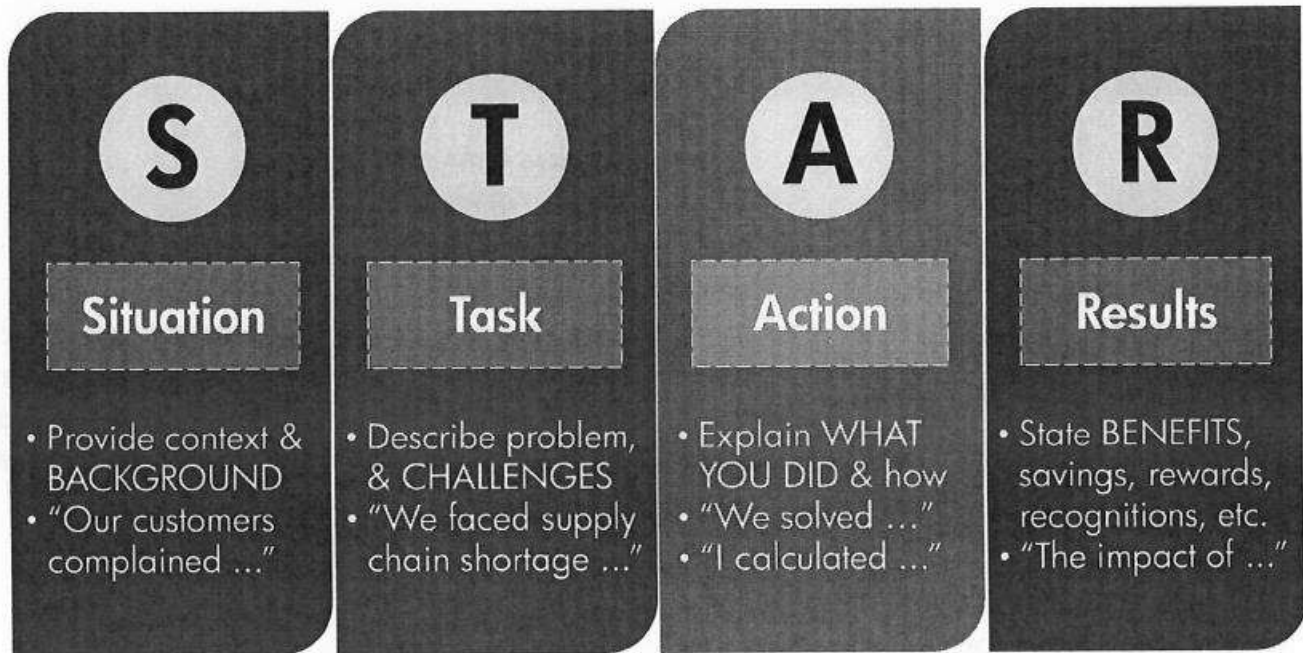 S
Situation
• Provide context &
BACKGROUND
• “Our customers
complained ...”
T
Task
• Describe problem,
& CHALLENGES
• “We faced supply
chain shortage ...”
A
Action
• Explain WHAT
YOU DID & how
• “We solved ...”
• “I calculated ...”
R
Results
• State BENEFITS,
savings, rewards,
recognitions, etc.
• “The impact of ...”